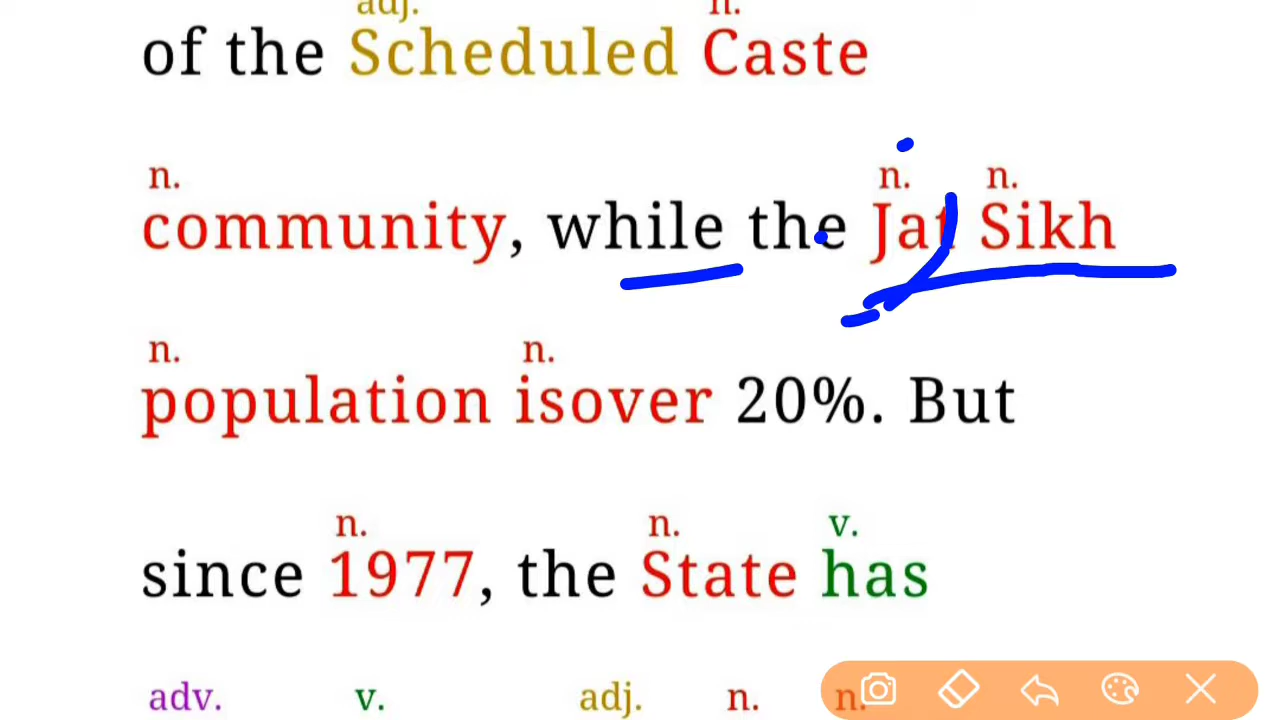 adj. n.
of the Scheduled Caste
n. n. n.
community, while the Jat Sikh
n. n.
population isover 20%. But
n. n. v.
since 1977, the State has
adv. v. adj. n. n.